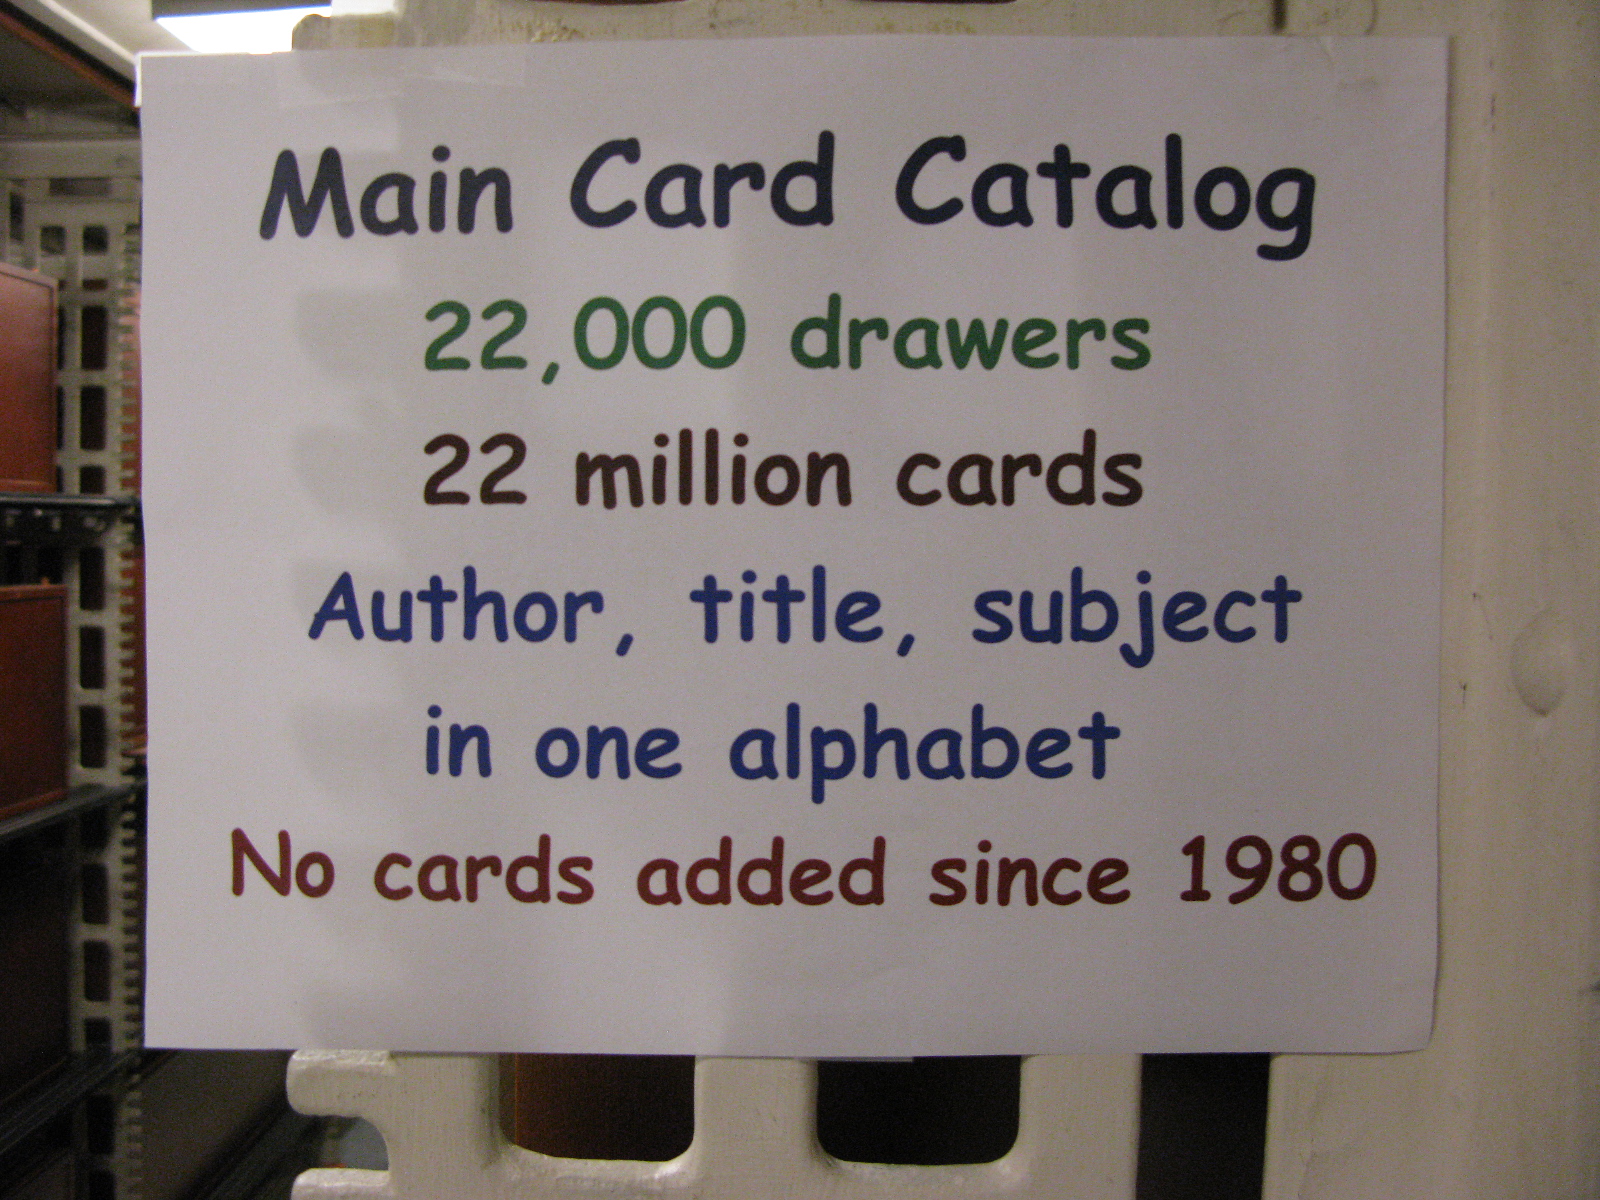 Main Card Catalog
22,000 drawers
22 million cards
Author, title, subject
in one alphabet
No cards added since 1980